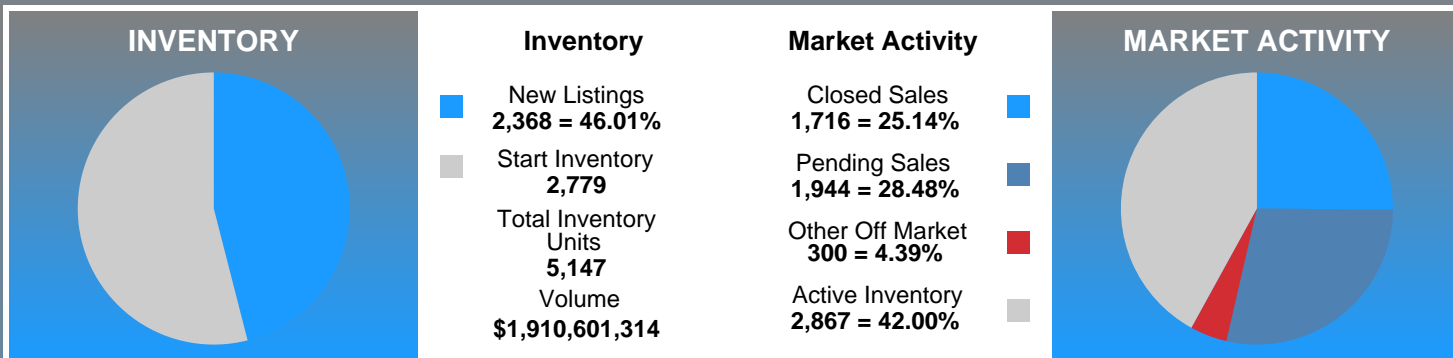 INVENTORY
Inventory
New Listings
2,368 = 46.01%
Start Inventory
2,779
Total Inventory
Units
5,147
Volume
$1,910,601,314
Market Activity
Closed Sales
1,716 = 25.14%
Pending Sales
1,944 = 28.48%
Other Off Market
300 = 4.39%
Active Inventory
2,867 = 42.00%
MARKET ACTIVITY